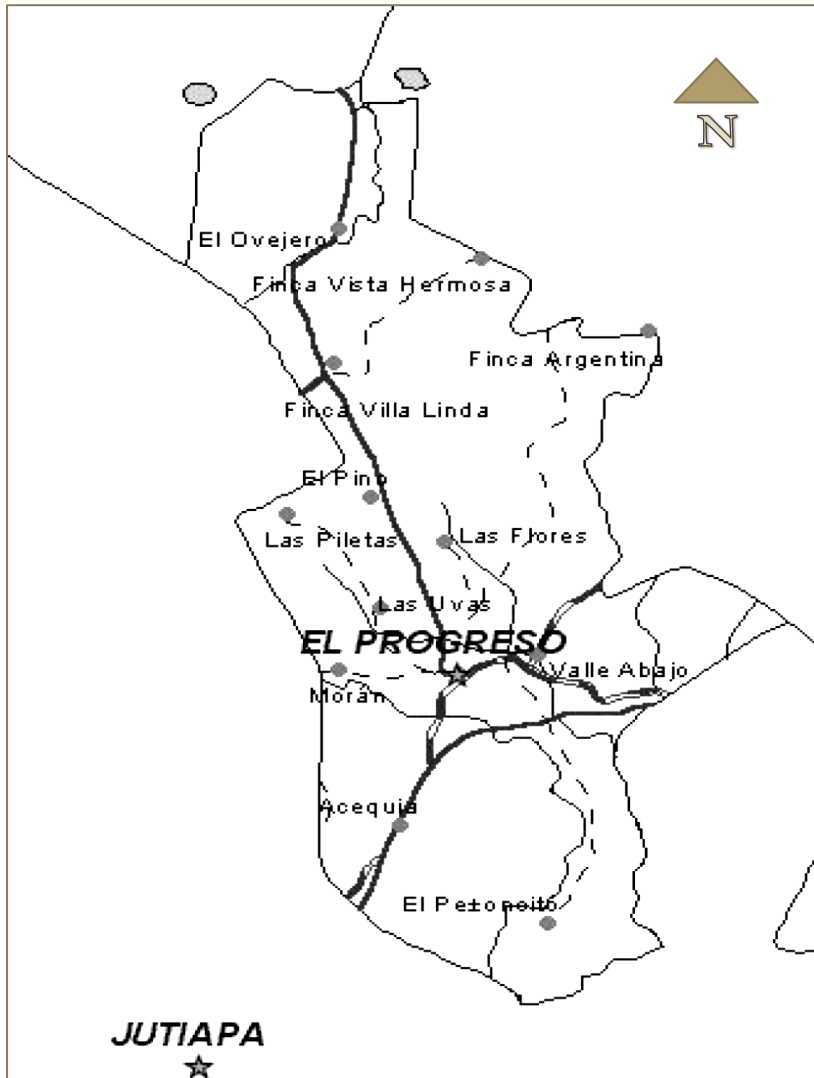 N
El Ovejero
Finca Vista Hermosa
Finca Argentina
Finca Villa Linda
El Pino
Las Piletas
Las Flores
Las Uvas
EL PROGRESO
Valle Abajo
Morán
Acequia
El
JUTIAPA